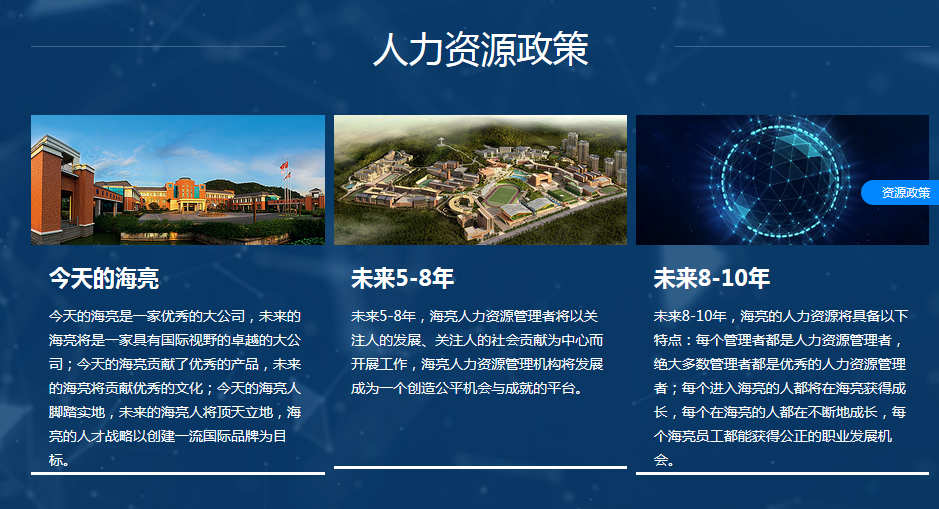 人力资源政策
资源政策
今天的海亮
今天的海亮是一家优秀的大公司，未来的
海亮将是一家具有国际视野的卓越的大公
司；今天的海亮贡献了优秀的产品，未来
的海亮将贡献优秀的文化；今天的海亮人
脚踏实地，未来的海亮人将顶天立地，海
亮的人才战略以创建一流国际品牌为目
标。
未来5-8年
未来5-8年，海亮人力资源管理者将以关
注人的发展、关注人的社会贡献为中心而
开展工作，海亮人力资源管理机构将发展
成为一个创造公平机会与成就的平台。
未来8-10年
未来8-10年，海亮的人力资源将具备以下
特点：每个管理者都是人力资源管理者，
绝大多数管理者都是优秀的人力资源管理
者；每个进入海亮的人都将在海亮获得成
长，每个在海亮的人都在不断地成长，每
个海亮员工都能获得公正的职业发展机
会。